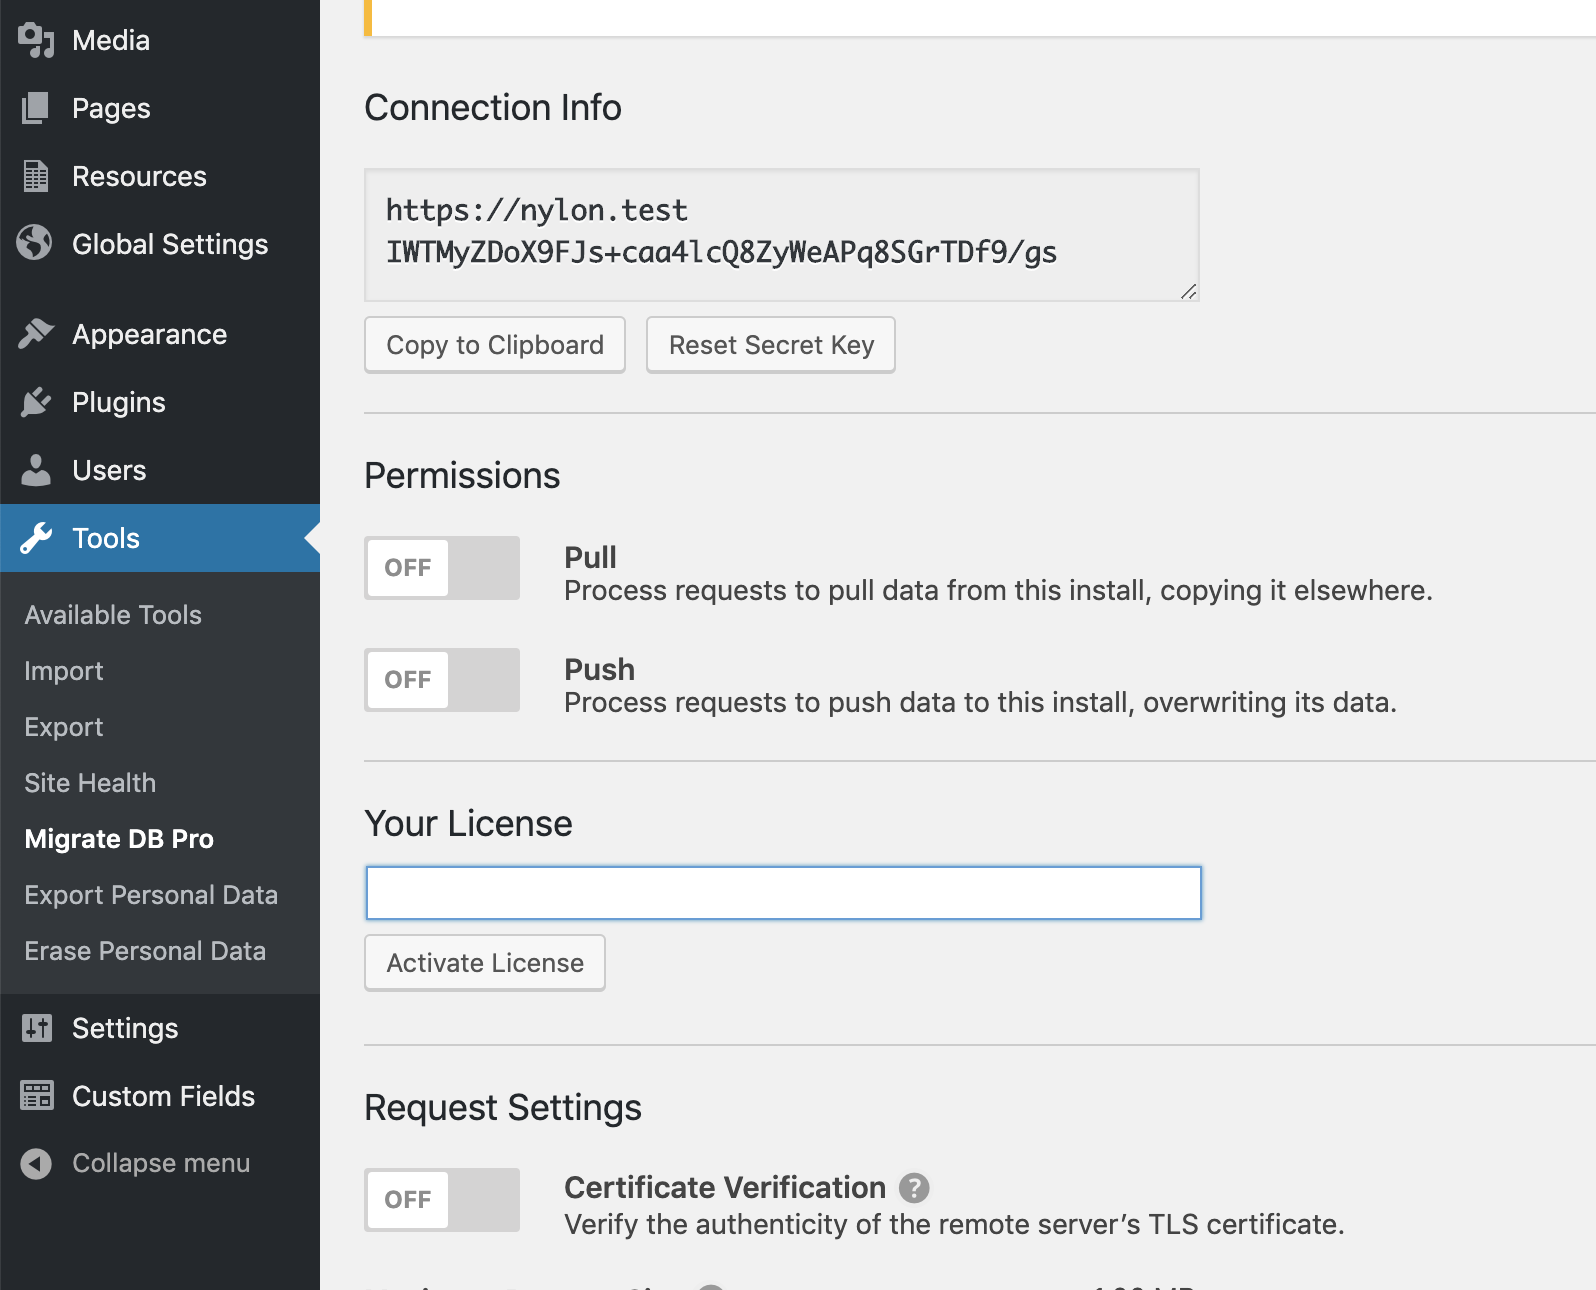 Media
Pages
Resources
Global Settings
Appearance
Plugins
Users
Tools
Available Tools
Import
Export
Site Health
Migrate DB Pro
Export Personal Data
Erase Personal Data
Settings
Custom Fields
Collapse menu
Connection Info
https://nylon.test
IWTMyZDoX9FJs+caa4lcQ8ZyWeAPq8SGrTDf9/gs
Copy to Clipboard
Reset Secret Key
Permissions
OFF
Pull
Process requests to pull data from this install, copying it elsewhere.
OFF
Push
Process requests to push data to this install, overwriting its data.
Your License
Activate License
Request Settings
OFF
Certificate Verification ?
Verify the authenticity of the remote server’s TLS certificate.